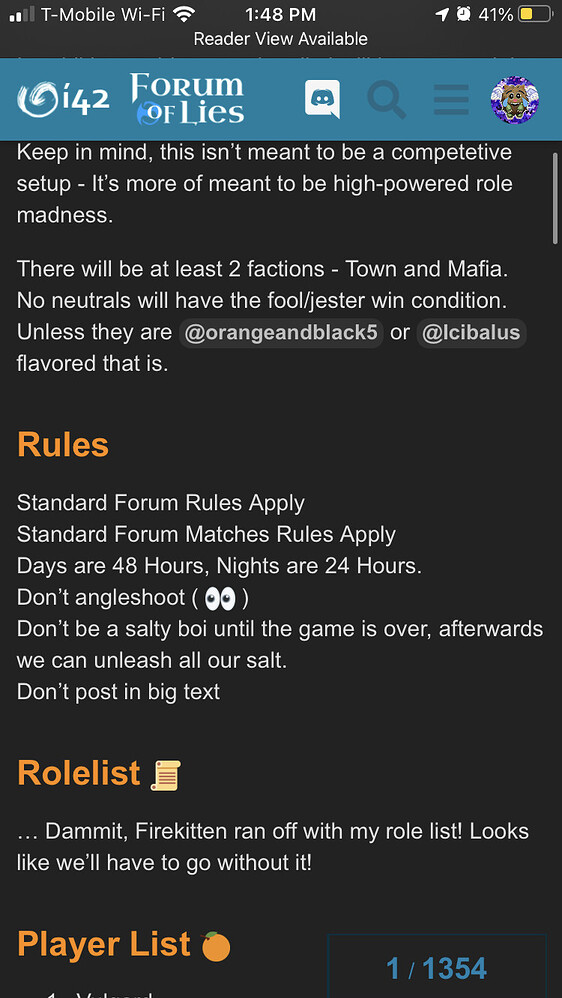 T-Mobile Wi-Fi 1:48 PM 41%
Reader View Available
i42 FORUM OF LIES
Keep in mind, this isn't meant to be a competetive
setup - It's more of meant to be high-powered role
madness.
There will be at least 2 factions - Town and Mafia.
No neutrals will have the fool/jester win condition.
Unless they are @orangeandblack5 or @Icibalus
flavored that is.
Rules
Standard Forum Rules Apply
Standard Forum Matches Rules Apply
Days are 48 Hours, Nights are 24 Hours.
Don't angleshoot ( 👀 )
Don't be a salty boi until the game is over, afterwards
we can unleash all our salt.
Don't post in big text
Rolelist 📜
… Dammit, Firekitten ran off with my role list! Looks
like we'll have to go without it!
Player List 🍊
1 / 1354